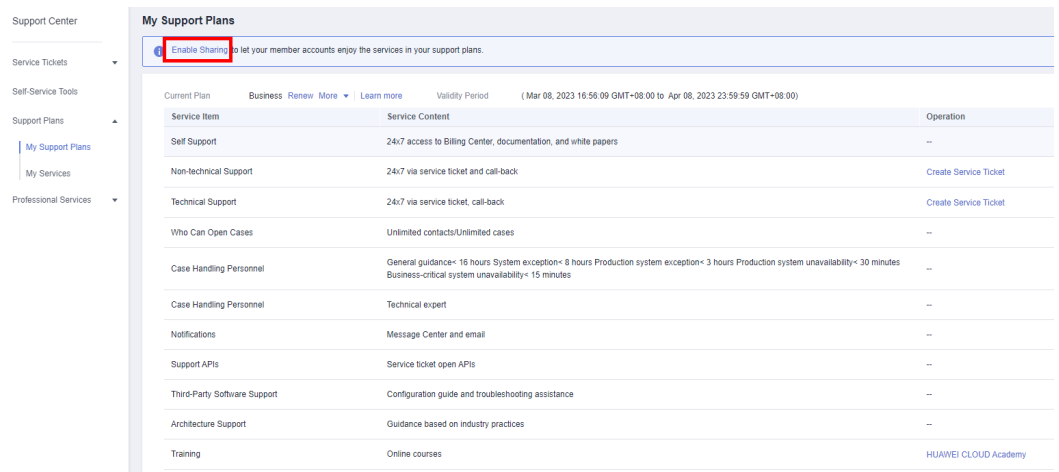 Support Center
Service Tickets
Self-Service Tools
Support Plans
My Support Plans
My Services
Professional Services
My Support Plans
Enable Sharing to let your member accounts enjoy the services in your support plans.
Current Plan Business Renew More Learn more Validity Period ( Mar 08, 2023 16:56:09 GMT+08:00 to Apr 08, 2023 23:59:59 GMT+08:00)
Service Item Service Content Operation
Self Support 24x7 access to Billing Center, documentation, and white papers --
Non-technical Support 24x7 via service ticket and call-back Create Service Ticket
Technical Support 24x7 via service ticket, call-back Create Service Ticket
Who Can Open Cases Unlimited contacts/Unlimited cases --
Case Handling Personnel General guidance< 16 hours System exception< 8 hours Production system exception< 3 hours Production system unavailability< 30 minutes --
Business-critical system unavailability< 15 minutes
Case Handling Personnel Technical expert --
Notifications Message Center and email --
Support APIs Service ticket open APIs --
Third-Party Software Support Configuration guide and troubleshooting assistance --
Architecture Support Guidance based on industry practices --
Training Online courses HUAWEI CLOUD Academy